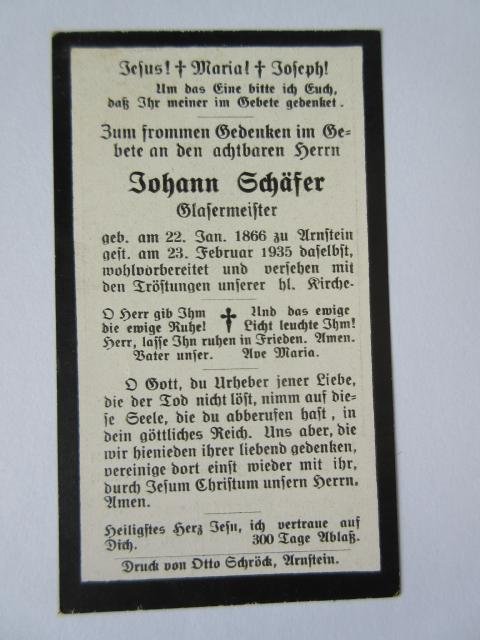 Jesus! † Maria! † Joseph!
Um das Eine bitte ich Euch,
daß Ihr meiner im Gebete gedenket.
Zum frommen Gedenken im Ge-
bete an den achtbaren Herrn
Johann Schäfer
Glasermeister
geb. am 22. Jan. 1866 zu Arnstein
gest. am 23. Februar 1935 daselbst,
wohlvorbereitet und versehen mit
den Tröstungen unserer hl. Kirche-
O Herr gib Ihm † Und das ewige
die ewige Ruhe! Licht leuchte Ihm!
Herr, lasse Ihn ruhen in Frieden. Amen.
Vater unser. Ave Maria.
O Gott, du Urheber jener Liebe,
die der Tod nicht löst, nimm auf die-
se Seele, die du abberufen hast, in
dein göttliches Reich. Uns aber, die
wir hienieden ihrer liebend gedenken,
vereinige dort einst wieder mit ihr,
durch Jesum Christum unsern Herrn.
Amen.
Heiligstes Herz Jesu, ich vertraue auf
Dich. 300 Tage Ablaß.
Druck von Otto Schröck, Arnstein.